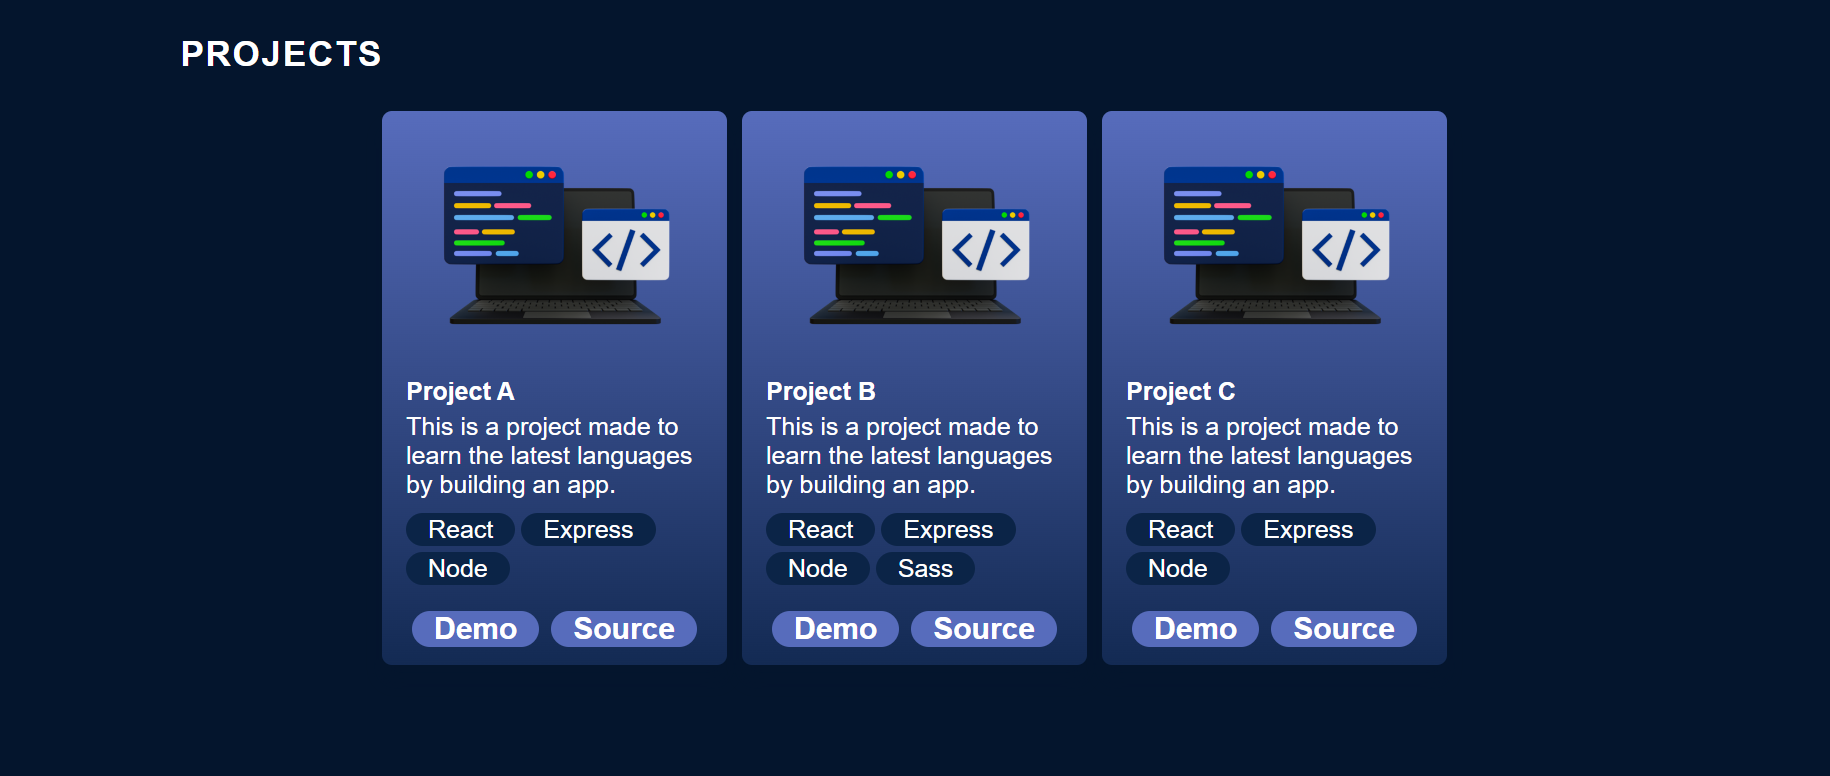 PROJECTS
</>
</>
</>
Project A
This is a project made to
learn the latest languages
by building an app.
React Express
Node
Demo Source
Project B
This is a project made to
learn the latest languages
by building an app.
React Express
Node Sass
Demo Source
Project C
This is a project made to
learn the latest languages
by building an app.
React Express
Node
Demo Source